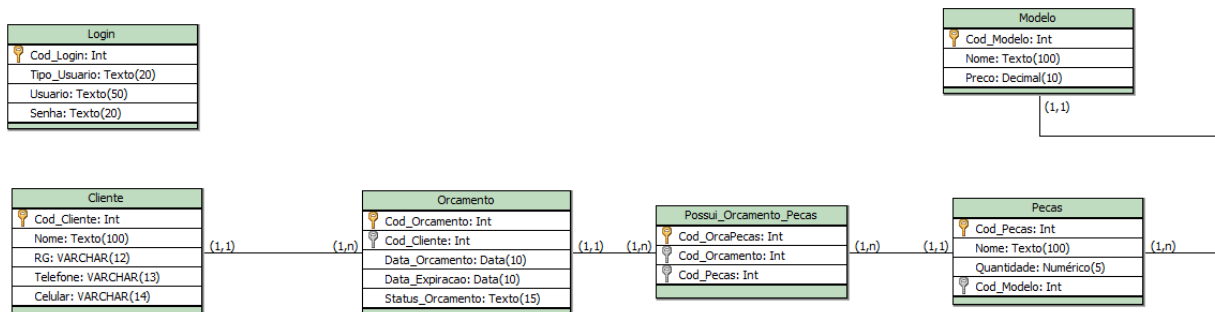 Login
Cod_Login: Int
Tipo_Usuario: Texto(20)
Usuario: Texto(50)
Senha: Texto(20)
Modelo
Cod_Modelo: Int
Nome: Texto(100)
Preco: Decimal(10)
(1,1)
Cliente
Cod_Cliente: Int
Nome: Texto(100)
RG: VARCHAR(12)
Telefone: VARCHAR(13)
Celular: VARCHAR(14)
(1,1)
(1,n)
Orcamento
Cod_Orcamento: Int
Cod_Cliente: Int
Data_Orcamento: Data(10)
Data_Expiracao: Data(10)
Status_Orcamento: Texto(15)
(1,1)
(1,n)
Possui_Orcamento_Pecas
Cod_OrcaPecas: Int
Cod_Orcamento: Int
Cod_Pecas: Int
(1,n)
(1,1)
Pecas
Cod_Pecas: Int
Nome: Texto(100)
Quantidade: Numérico(5)
Cod_Modelo: Int
(1,n)